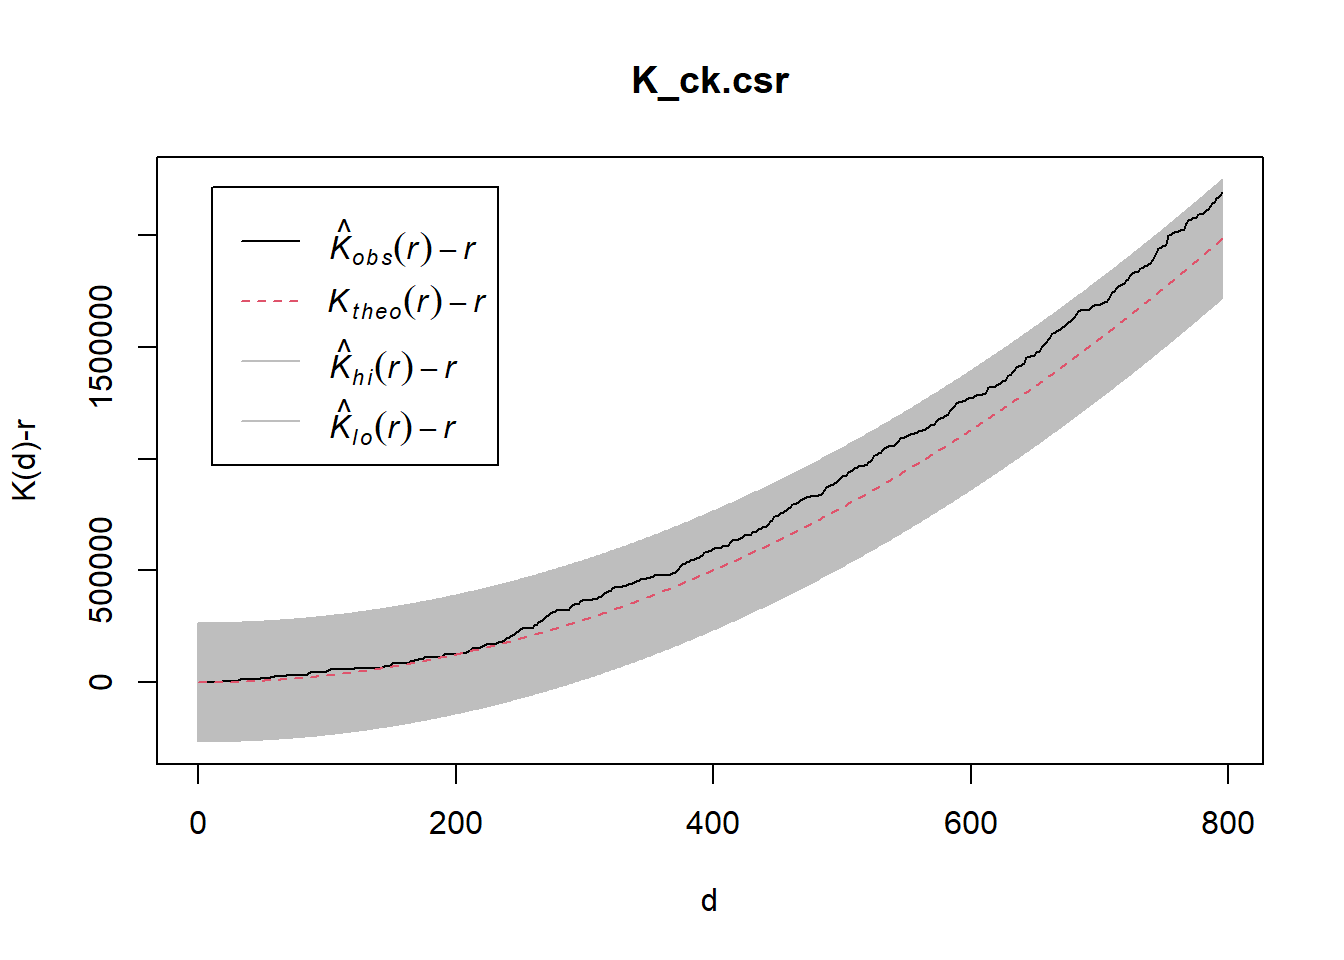 K_ck.csr
K̂obs(r) − r
Ktheo(r) − r
K̂hi(r) − r
K̂lo(r) − r
K(d)-r
0 500000 1500000
0 200 400 600 800
d